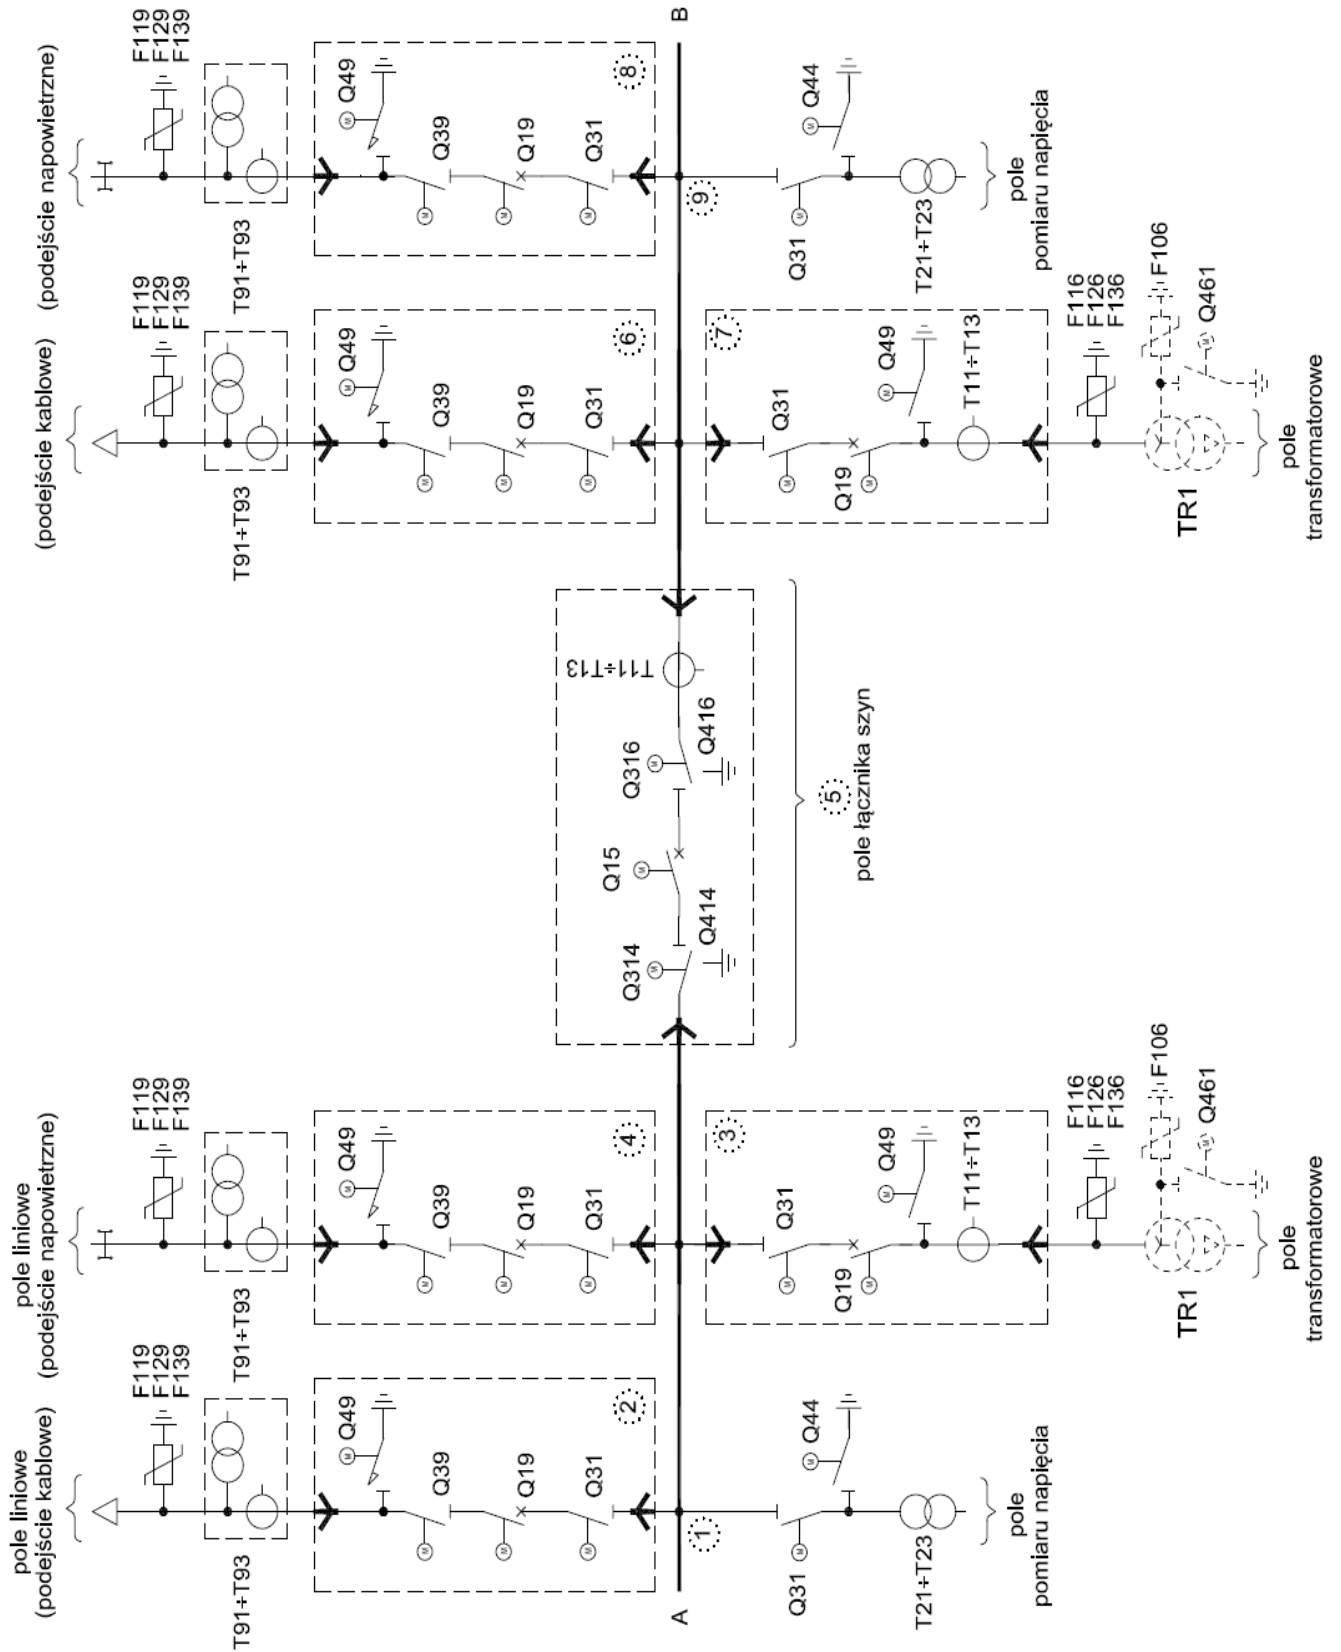 pole liniowe
(podejście kablowe)
F119
F129
F139
T91÷T93
Q49
M
Q39
M
Q19
M
Q31
M
2
A
1
Q31
M
Q44
M
T21÷T23
pole
pomiaru napięcia
pole liniowe
(podejście napowietrzne)
F119
F129
F139
T91÷T93
Q49
M
Q39
M
Q19
M
Q31
M
4
3
Q31
M
Q19
M
Q49
M
T11÷T13
F116
F126
F136
F106
Q461
M
TR1
pole
transformatorowe
Q314
M
Q414
Q15
M
Q316
M
Q416
T11÷T13
5
pole łącznika szyn
(podejście kablowe)
F119
F129
F139
T91÷T93
Q49
M
Q39
M
Q19
M
Q31
M
6
7
Q31
M
Q19
M
Q49
M
T11÷T13
F116
F126
F136
F106
Q461
M
TR1
pole
transformatorowe
(podejście napowietrzne)
F119
F129
F139
T91÷T93
Q49
M
Q39
M
Q19
M
Q31
M
8
B
9
Q31
M
Q44
M
T21÷T23
pole
pomiaru napięcia